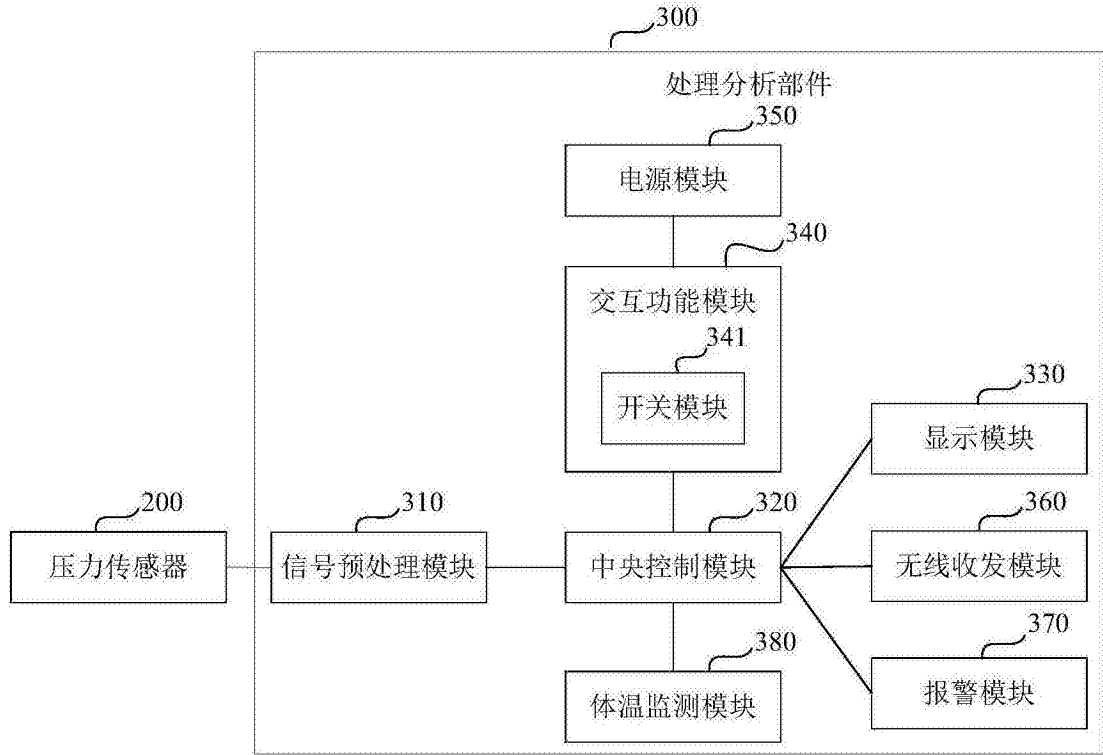 300
处理分析部件
350
电源模块
340
交互功能模块
341
开关模块
330
显示模块
200
压力传感器
310
信号预处理模块
320
中央控制模块
360
无线收发模块
380
体温监测模块
370
报警模块